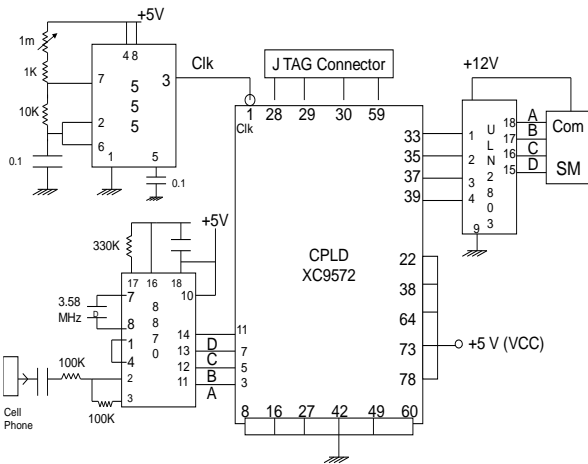 +5V
1m
4 8
1K
7
5
5
5
3
Clk
10K
2
6
1
5
0.1
0.1
J TAG Connector
1
28
29
30
59
Clk
+12V
33
35
37
39
1
2
3
4
U
L
N
2
8
0
3
9
18
17
16
15
A
B
C
D
Com
SM
CPLD
XC9572
22
38
64
73
78
+5 V (VCC)
+5V
330K
17
16
18
3.58
MHz
D
7
8
1
4
2
3
8
8
7
0
10
14
13
12
11
D
C
B
A
11
7
5
3
100K
100K
Cell
Phone
8
16
27
42
49
60